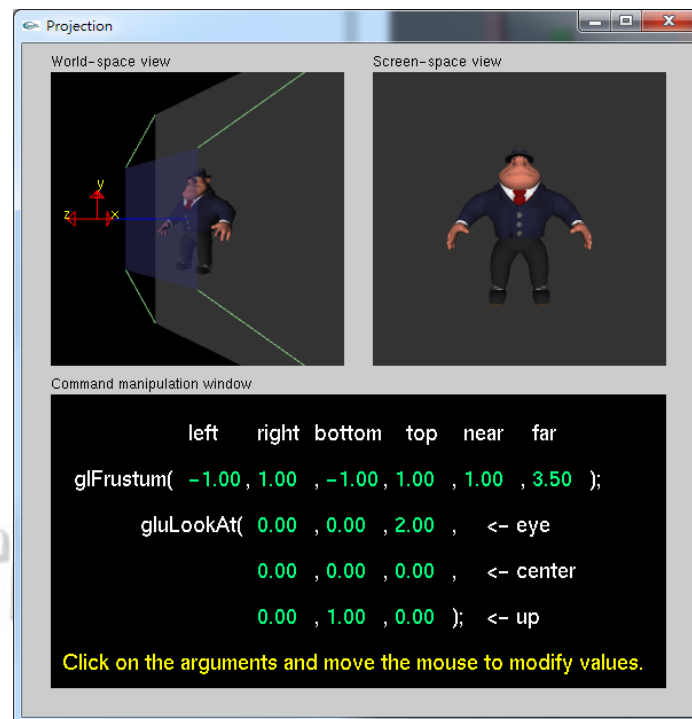 Projection
World-space view
Screen-space view
y
z x
Command manipulation window
left right bottom top near far
glFrustum( -1.00 , 1.00 , -1.00 , 1.00 , 1.00 , 3.50 );
gluLookAt( 0.00 , 0.00 , 2.00 , <- eye
0.00 , 0.00 , 0.00 , <- center
0.00 , 1.00 , 0.00 ); <- up
Click on the arguments and move the mouse to modify values.